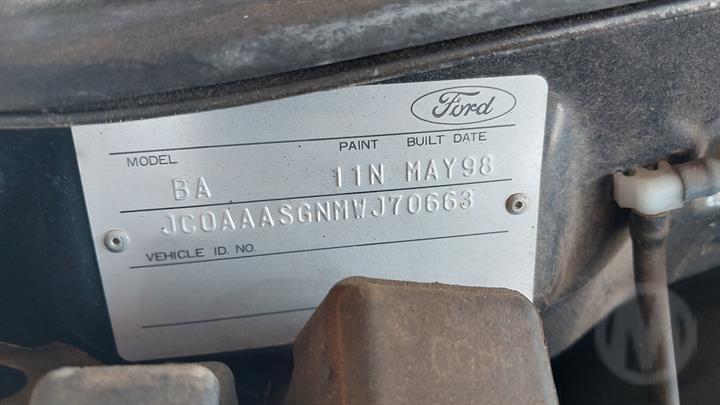 Ford
MODEL PAINT BUILT DATE
BA 11N MAY98
JC0AAASGNMWJ70663
VEHICLE ID. NO.
M